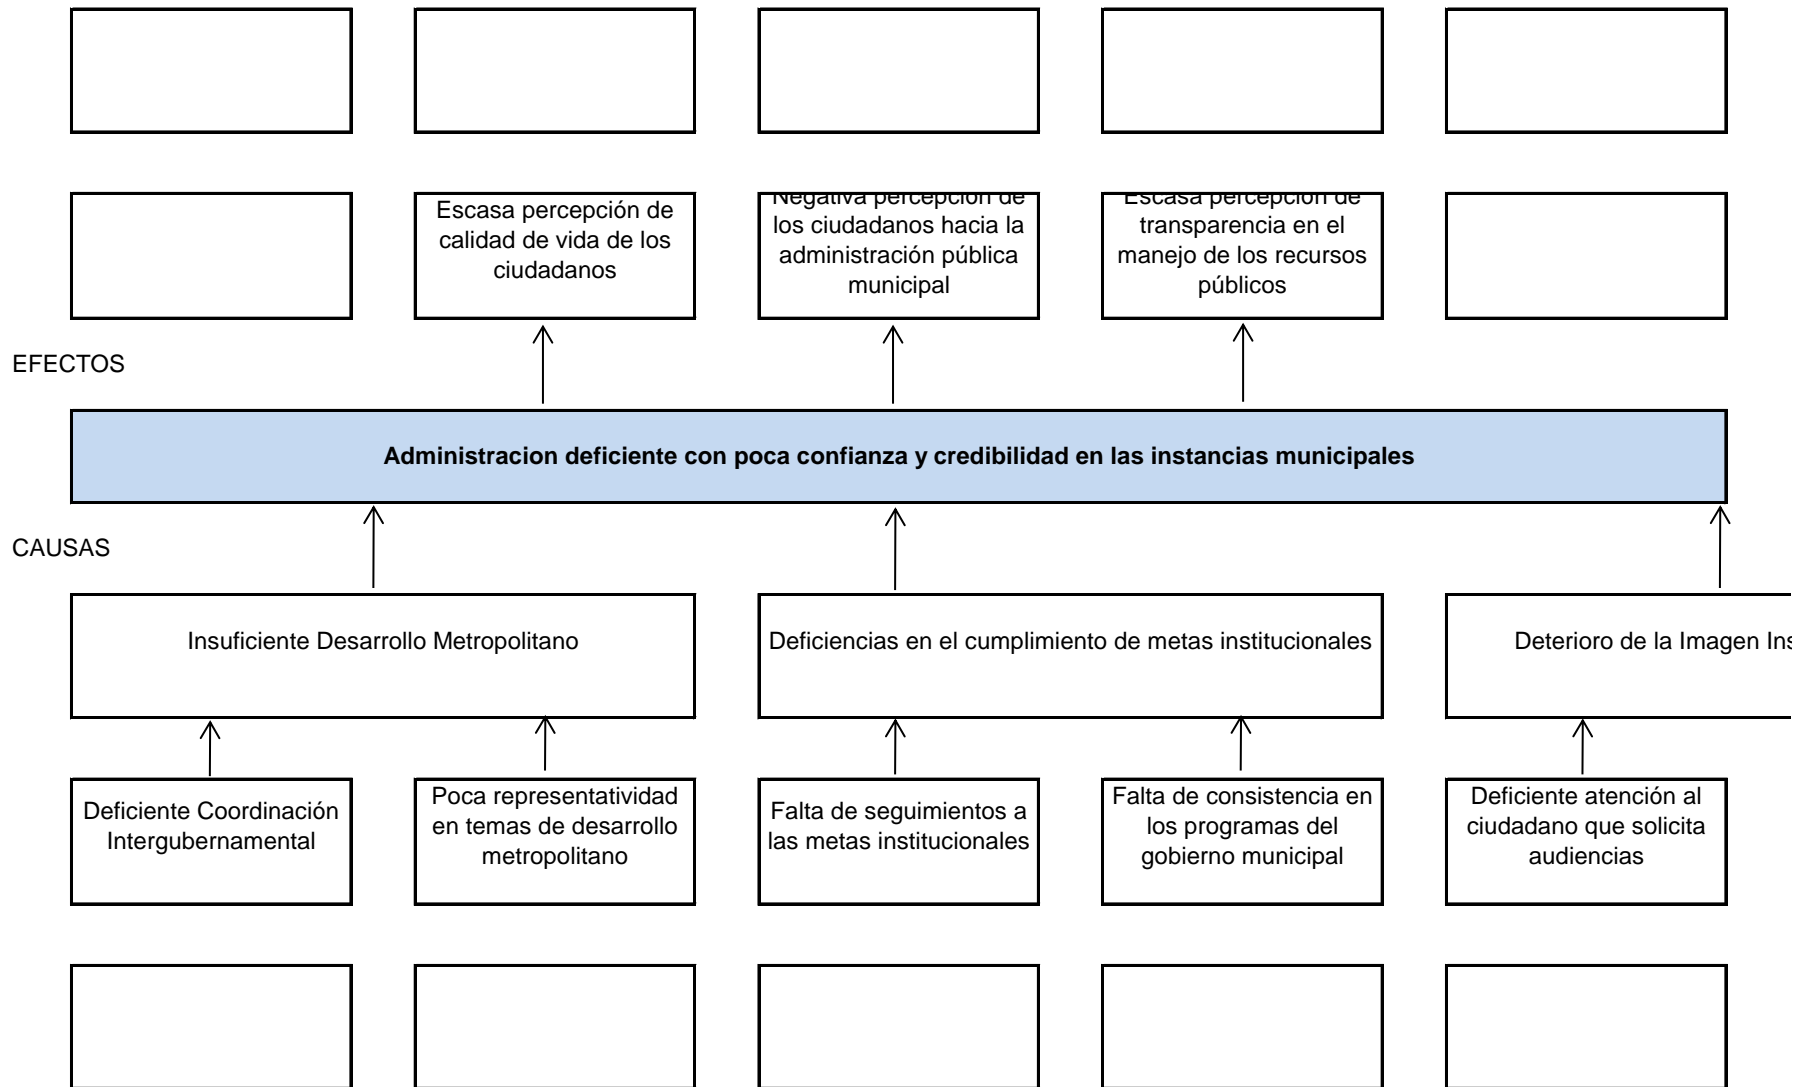 Escasa percepción de
calidad de vida de los
ciudadanos
Negativa percepción de
los ciudadanos hacia la
administración pública
municipal
Escasa percepción de
transparencia en el
manejo de los recursos
públicos
EFECTOS
Administracion deficiente con poca confianza y credibilidad en las instancias municipales
CAUSAS
Insuficiente Desarrollo Metropolitano
Deficiencias en el cumplimiento de metas institucionales
Deterioro de la Imagen Ins
Deficiente Coordinación
Intergubernamental
Poca representatividad
en temas de desarrollo
metropolitano
Falta de seguimientos a
las metas institucionales
Falta de consistencia en
los programas del
gobierno municipal
Deficiente atención al
ciudadano que solicita
audiencias